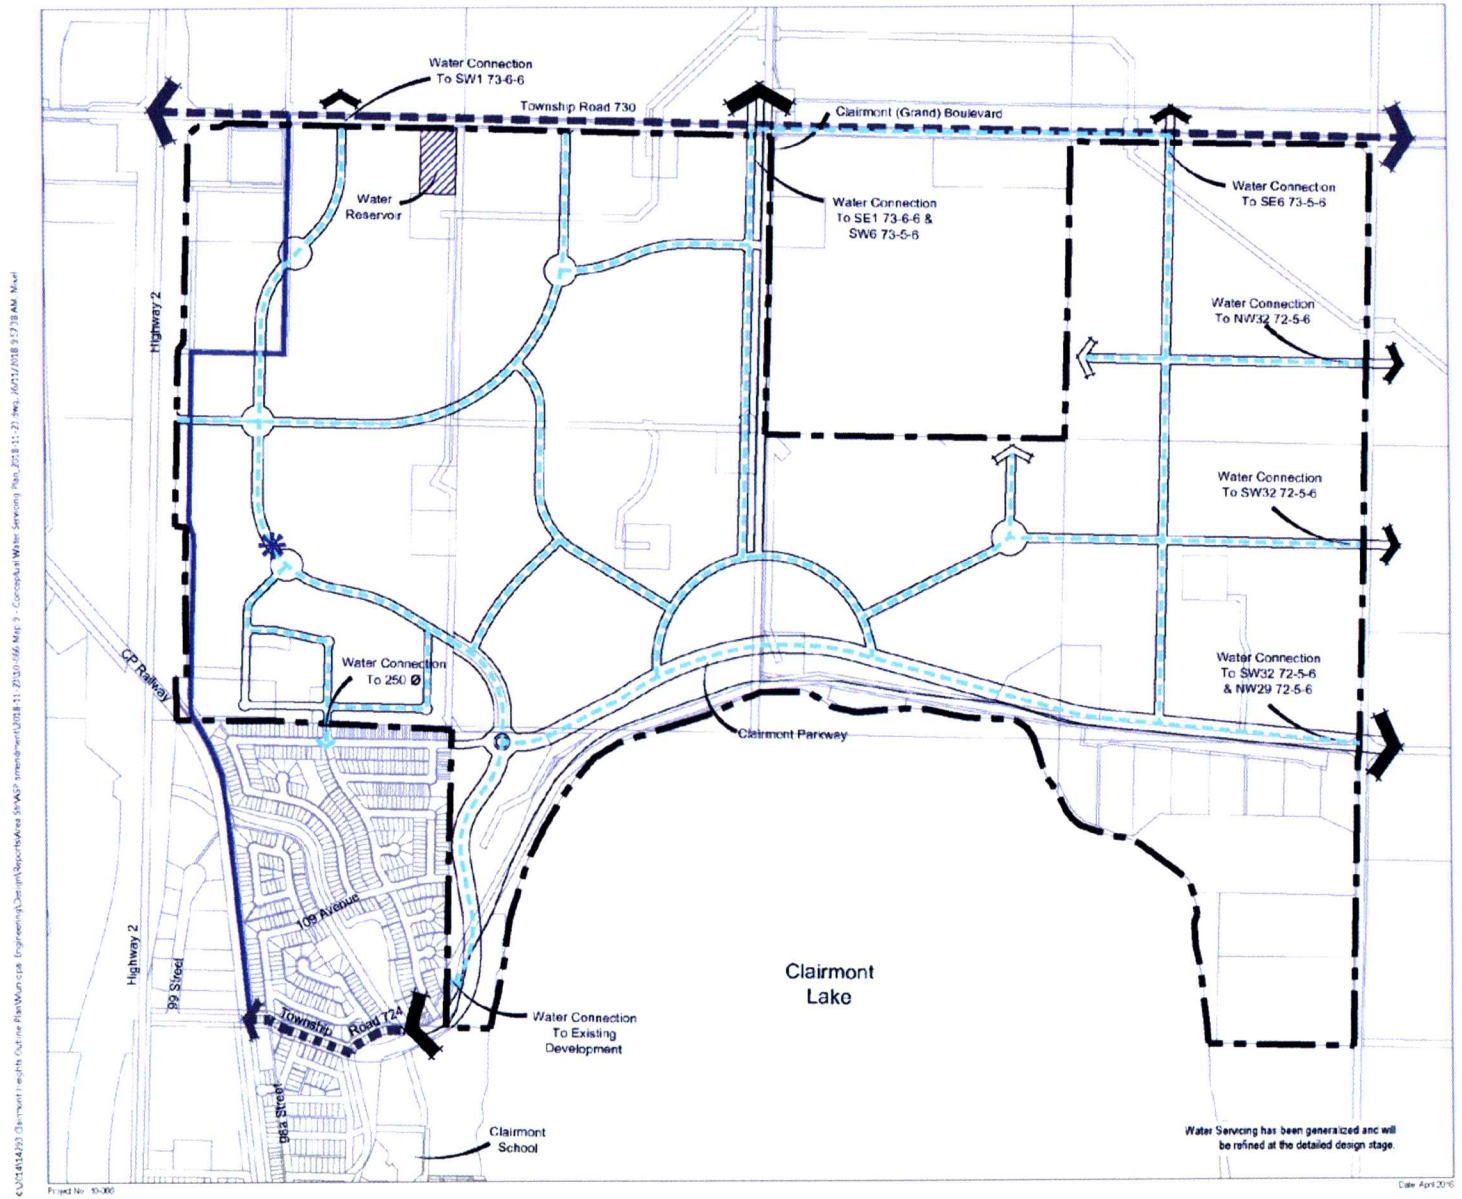 Water Connection
To SW1 73-6-6
Township Road 730
Clairmont (Grand) Boulevard
Water
Reservoir
Water Connection
To SE1 73-6-6 &
SW6 73-5-6
Water Connection
To SE6 73-5-6
Highway 2
Water Connection
To NW32 72-5-6
Water Connection
To SW32 72-5-6
CP Railway
Water Connection
To 250 Ø
Water Connection
To SW32 72-5-6
& NW29 72-5-6
Clairmont Parkway
109 Avenue
Highway 2
99 Street
Clairmont
Lake
Township Road 724
Water Connection
To Existing
Development
98a Street
Clairmont
School
Water Servicing has been generalized and will
be refined at the detailed design stage.
Project No
Date: April 2016